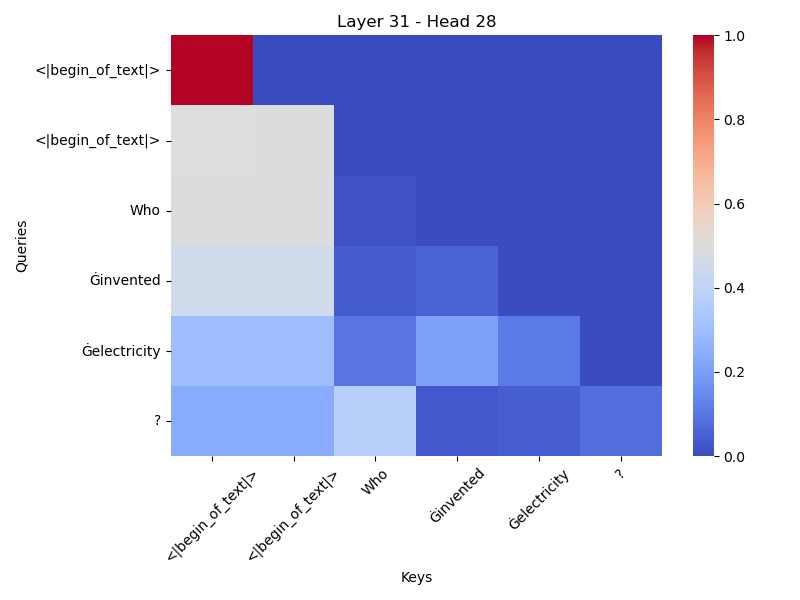 Layer 31 - Head 28
<|begin_of_text|>
<|begin_of_text|>
Who
Ġinvented
Ġelectricity
?
Queries
<|begin_of_text|>
<|begin_of_text|>
Who
Ġinvented
Ġelectricity
?
Keys
1.0
0.8
0.6
0.4
0.2
0.0